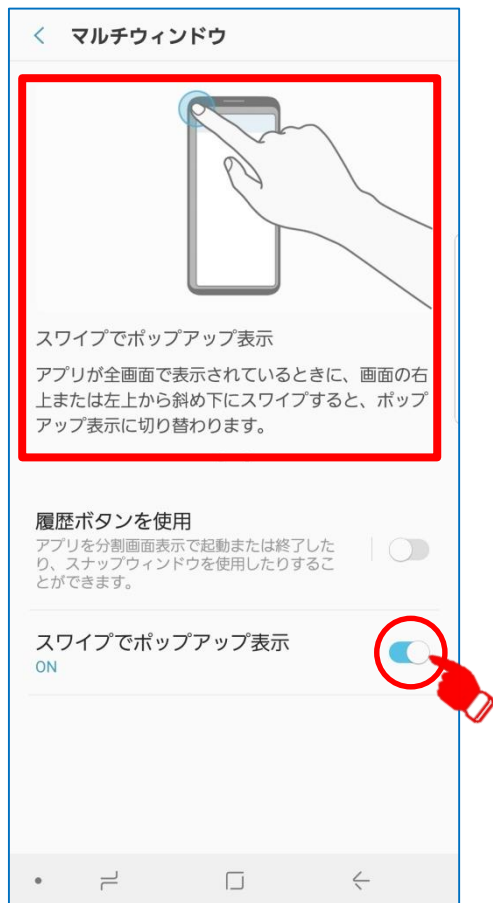 マルチウィンドウ
スワイプでポップアップ表示
アプリが全画面で表示されているときに、画面の右
上または左上から斜め下にスワイプすると、ポップ
アップ表示に切り替わります。
履歴ボタンを使用
アプリを分割画面表示で起動または終了した
り、スナップウィンドウを使用したりするこ
とができます。
スワイプでポップアップ表示
ON